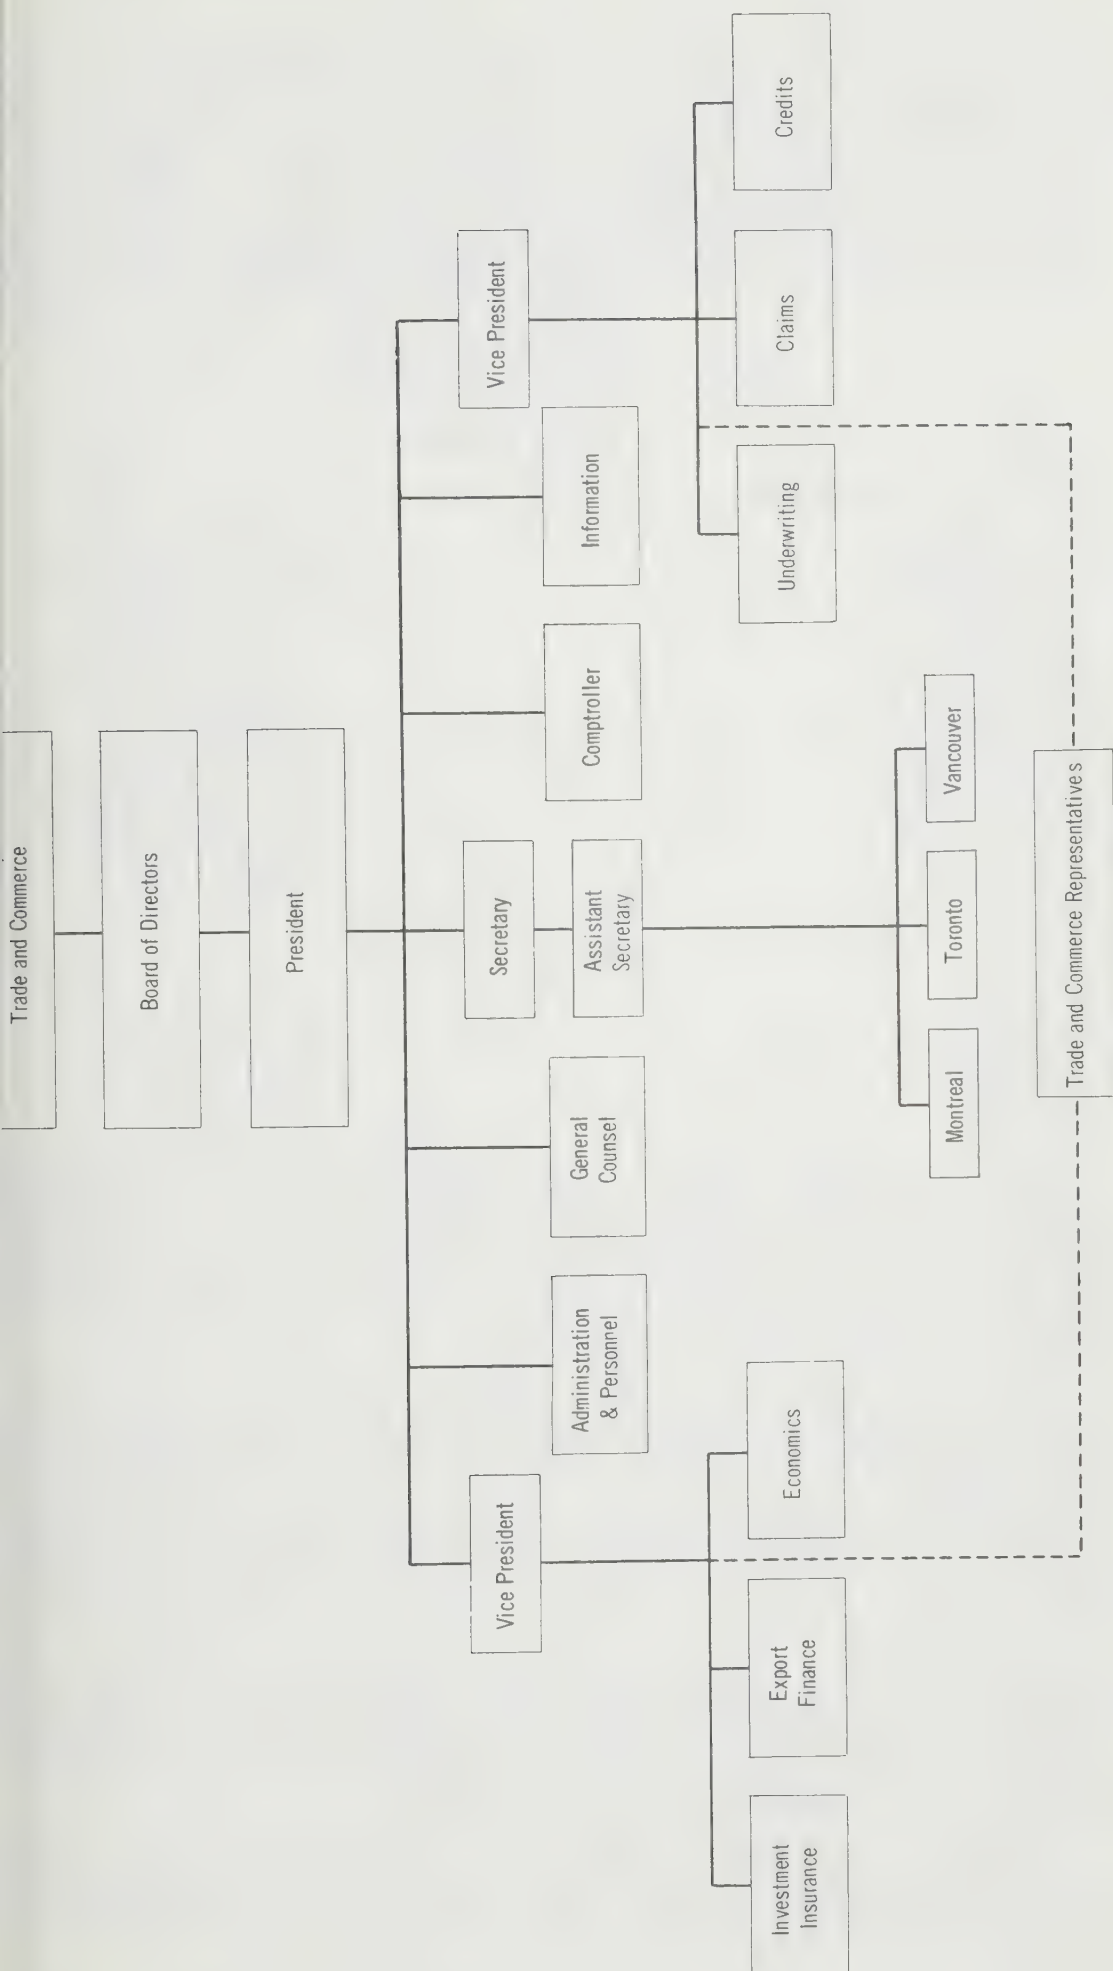 Trade and Commerce
Board of Directors
President
Vice President
Administration
& Personnel
General
Counsel
Secretary
Assistant
Secretary
Comptroller
Information
Vice President
Investment
Insurance
Export
Finance
Economics
Underwriting
Claims
Credits
Montreal
Toronto
Vancouver
Trade and Commerce Representatives